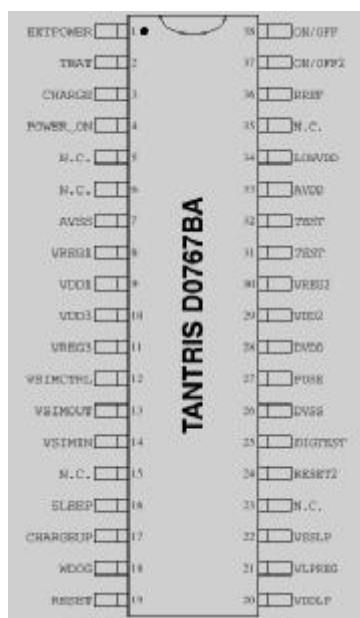 EXTPOWER 1 38 ON/OFF
TBAT 2 37 ON/OFF2
CHARGE 3 36 RREF
POWER_ON 4 35 N.C.
N.C. 5 34 LOWVDD
N.C. 6 33 AVDD
AVSS 7 32 TEST
VREG1 8 31 TEST
VDD1 9 30 VREG2
VDD3 10 29 VDD2
VREG3 11 28 DVDD
VSIMCTRL 12 27 FUSE
VSIMOUT 13 26 DVSS
VSIMIN 14 25 DIGTEST
N.C. 15 24 RESET2
SLEEP 16 23 N.C.
CHARGEUP 17 22 VSSLP
WDOG 18 21 VLPREG
RESET 19 20 VDDLP
TANTRIS D0767BA